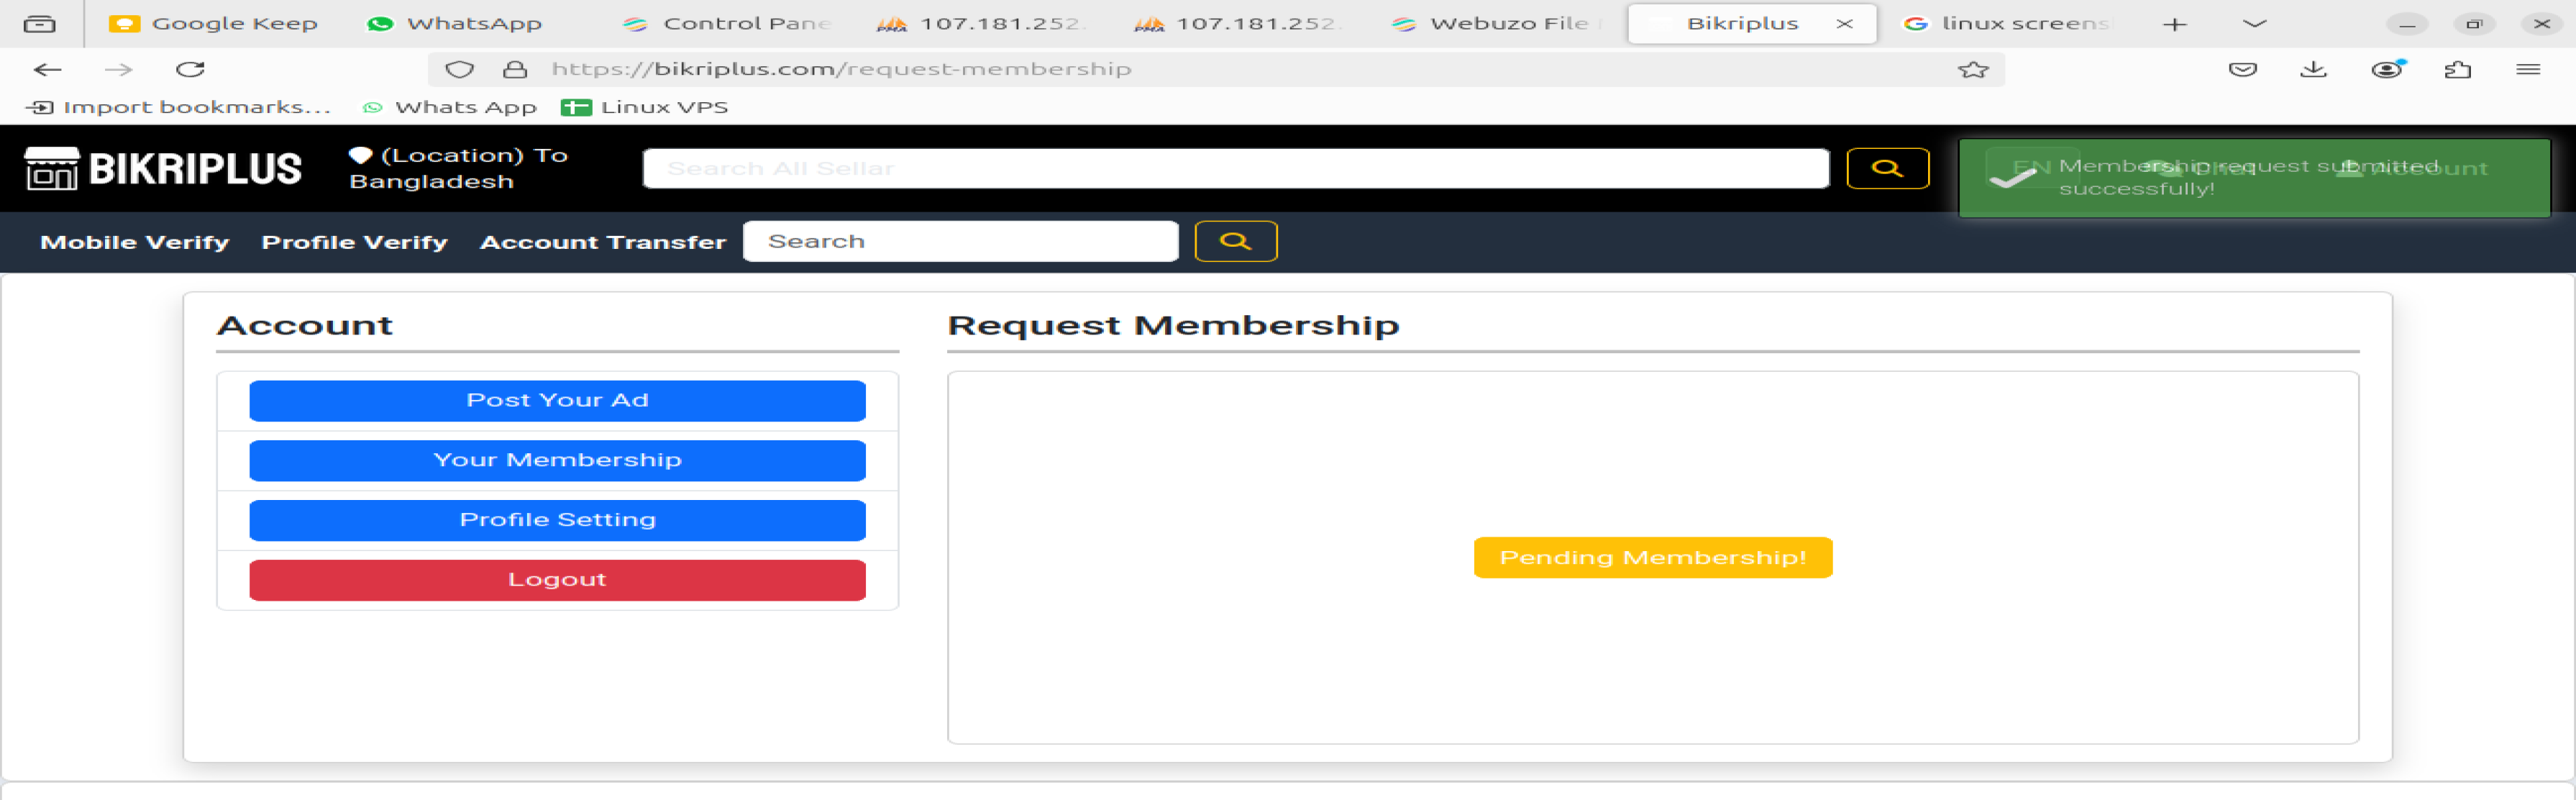 Google Keep
WhatsApp
Control Pane
107.181.252.
107.181.252.
Webuzo File
Bikriplus
linux screens
https://bikriplus.com/request-membership
Import bookmarks...
Whats App
Linux VPS
BIKRIPLUS
(Location) To
Bangladesh
Search All Sellar
EN
Chat
Account
Membership request submitted
successfully!
Mobile Verify
Profile Verify
Account Transfer
Search
Account
Request Membership
Post Your Ad
Your Membership
Profile Setting
Logout
Pending Membership!